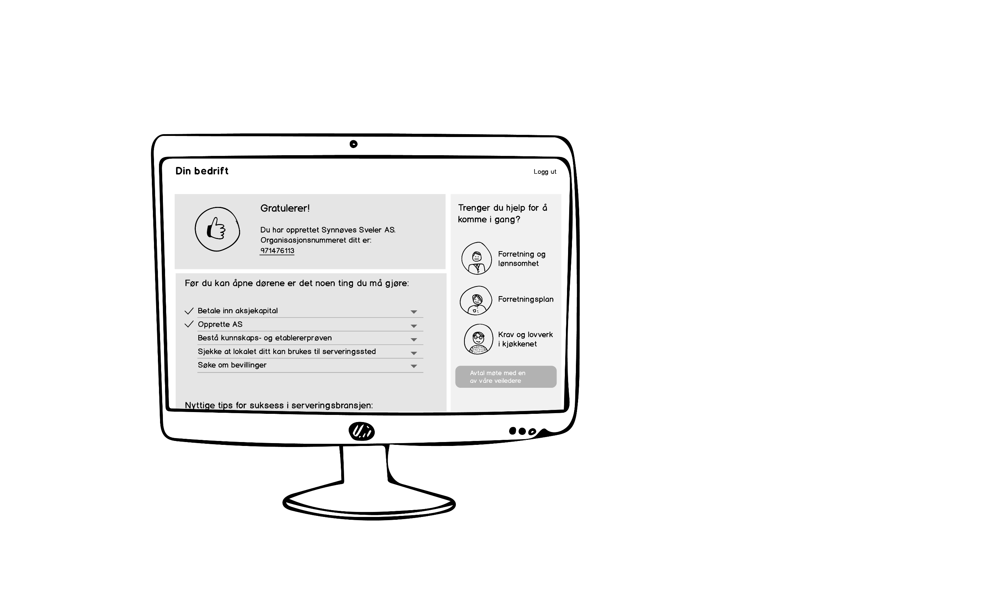 Din bedrift
Logg ut
Gratulerer!
Du har opprettet Synnøves Sveler AS.
Organisasjonsnummeret ditt er:
971476113
Før du kan åpne dørene er det noen ting du må gjøre:
Betale inn aksjekapital
Opprette AS
Bestå kunnskaps- og etablererprøven
Sjekke at lokalet ditt kan brukes til serveringssted
Søke om bevillinger
Nyttige tips for suksess i serveringsbransjen:
Trenger du hjelp for å
komme i gang?
Forretning og
lønnsomhet
Forretningsplan
Krav og lovverk
i kjøkkenet
Avtal møte med en
av våre veiledere